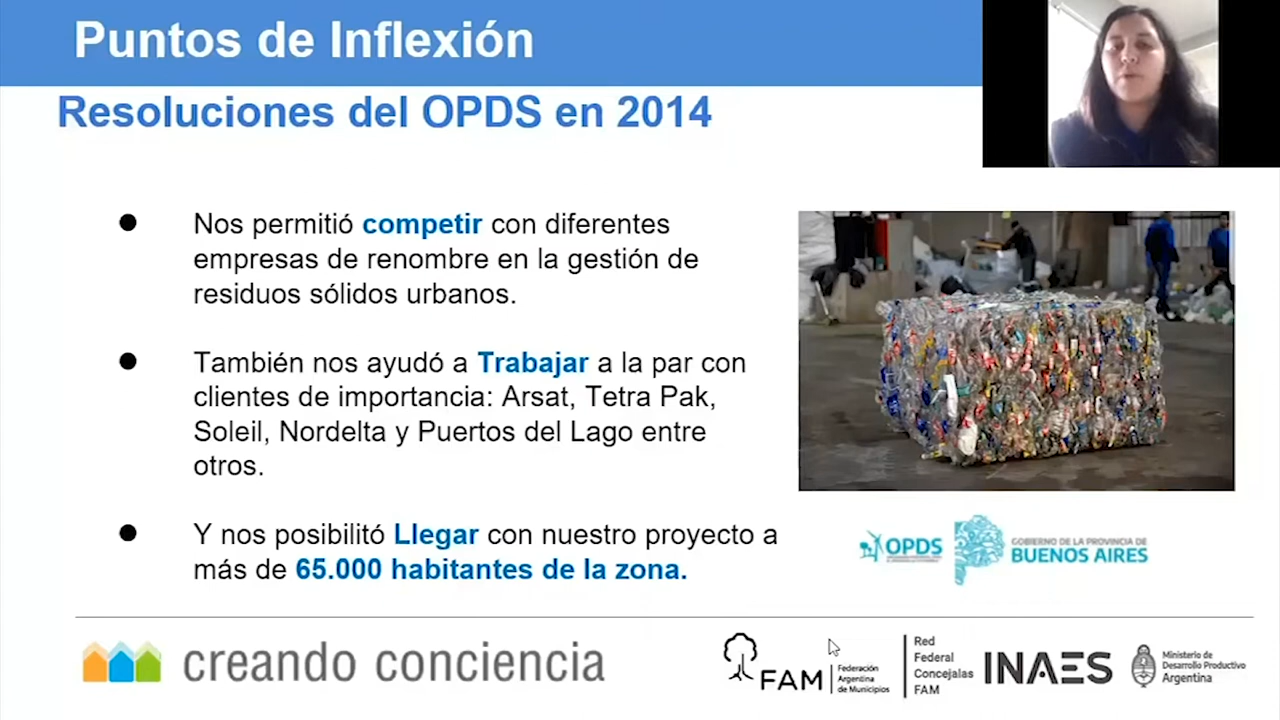 Puntos de Inflexión
Resoluciones del OPDS en 2014
● Nos permitió competir con diferentes
empresas de renombre en la gestión de
residuos sólidos urbanos.
● También nos ayudó a Trabajar a la par con
clientes de importancia: Arsat, Tetra Pak,
Soleil, Nordelta y Puertos del Lago entre
otros.
● Y nos posibilitó Llegar con nuestro proyecto a
más de 65.000 habitantes de la zona.
OPDS
GOBIERNO DE LA PROVINCIA DE
BUENOS AIRES
creando conciencia
FAM
Federación
Argentina
de Municipios
Red
Federal
Concejalas
FAM
INAES
Ministerio de
Desarrollo Productivo
Argentina